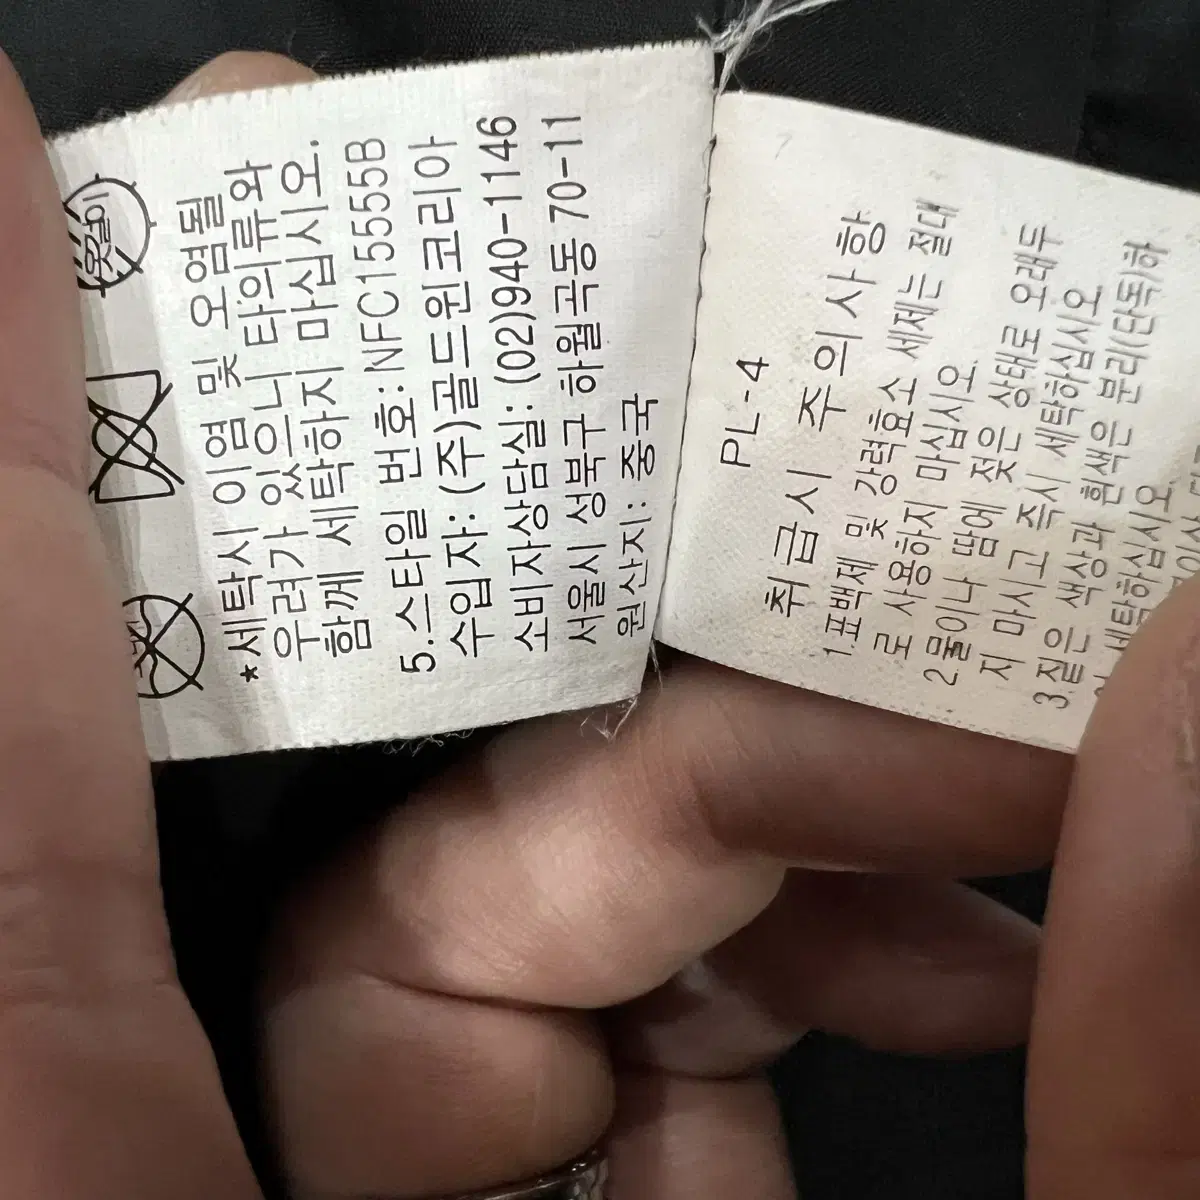 *세탁시 이염 및 오염될
우려가 있으니 타의류와
함께 세탁하지 마십시오.
5.스타일 번호:NFC15555B
수입자:(주)골드윈코리아
소비자상담실: (02)940-1146
서울시 성북구 하월곡동 70-11
원산지: 중국
PL-4
취급시 주의사항
1.표백제 및 강력효소 세제는 절대
로 사용하지 마십시오.
2.물이나 땀에 젖은 상태로 오래두
지 마시고 즉시 세탁하십시오
3.짙은 색상과 흰색은 분리(단독)하
세탁하십시오